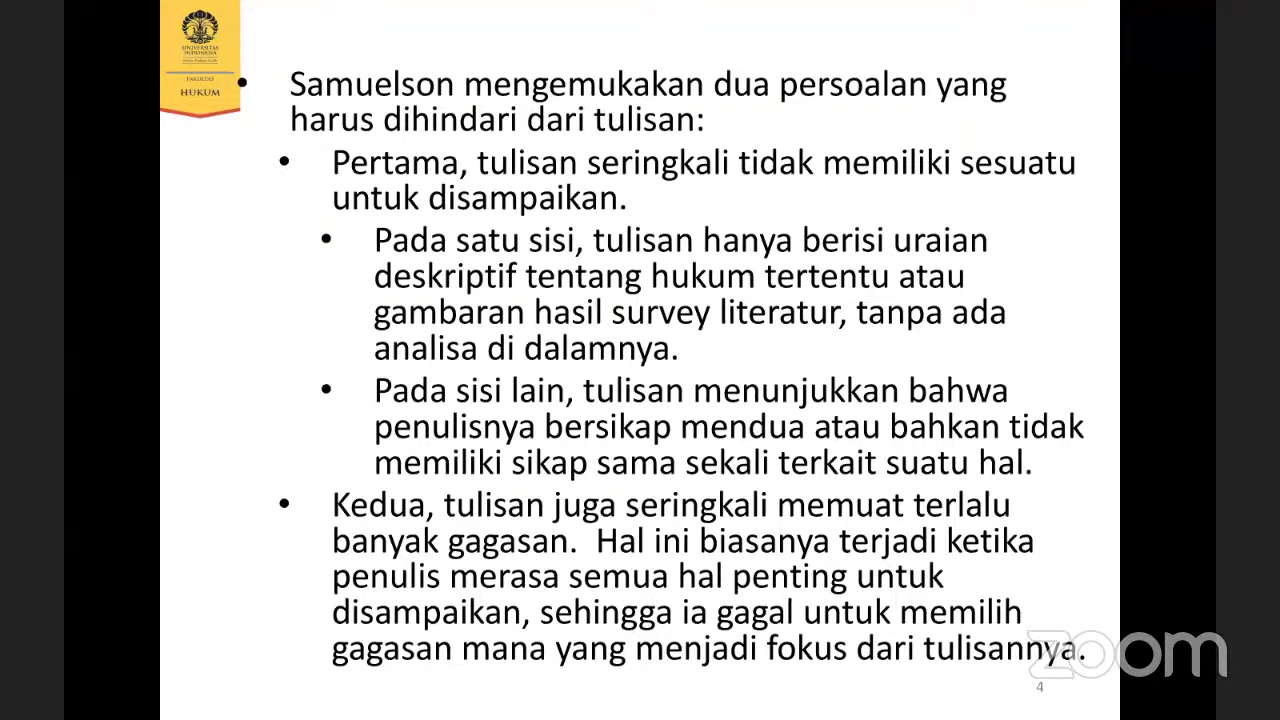 UNIVERSITAS
INDONESIA
FAKULTAS
HUKUM
• Samuelson mengemukakan dua persoalan yang
harus dihindari dari tulisan:
• Pertama, tulisan seringkali tidak memiliki sesuatu
untuk disampaikan.
• Pada satu sisi, tulisan hanya berisi uraian
deskriptif tentang hukum tertentu atau
gambaran hasil survey literatur, tanpa ada
analisa di dalamnya.
• Pada sisi lain, tulisan menunjukkan bahwa
penulisnya bersikap mendua atau bahkan tidak
memiliki sikap sama sekali terkait suatu hal.
• Kedua, tulisan juga seringkali memuat terlalu
banyak gagasan.  Hal ini biasanya terjadi ketika
penulis merasa semua hal penting untuk
disampaikan, sehingga ia gagal untuk memilih
gagasan mana yang menjadi fokus dari tulisannya.
zoom
4